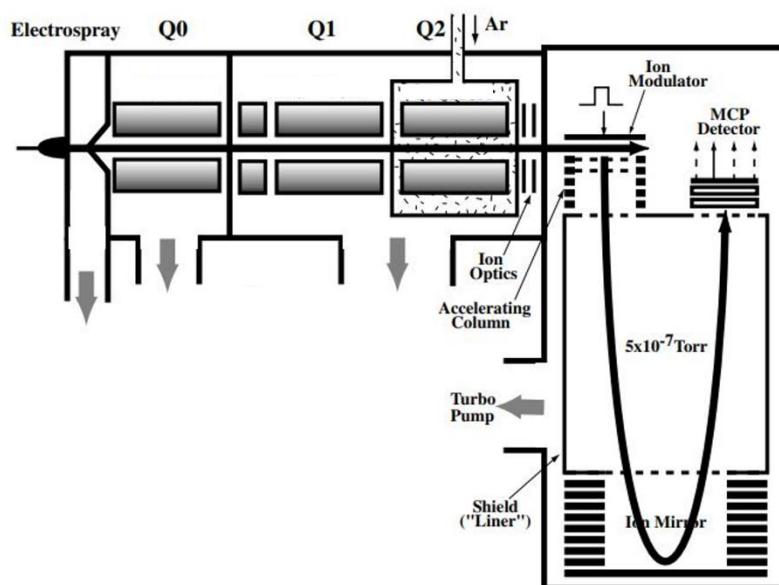 Electrospray
Q0
Q1
Q2
Ar
Ion
Modulator
MCP
Detector
Ion
Optics
Accelerating
Column
5x10-7Torr
Turbo
Pump
Shield
("Liner")
Ion Mirror